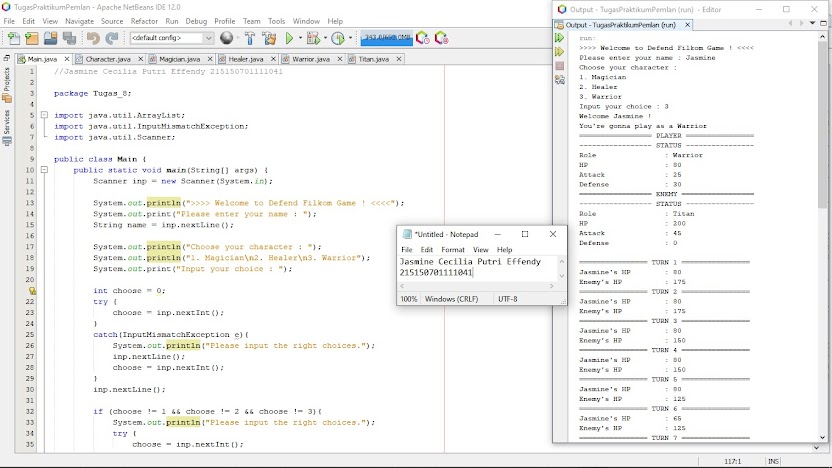 TugasPraktikumPemlan - Apache NetBeans IDE 12.0
File Edit View Navigate Source Refactor Run Debug Profile Team Tools Window Help
<default config>
Main.java Character.java Magician.java Healer.java Warrior.java Titan.java
Projects
Services
1 //Jasmine Cecilia Putri Effendy 215150701111041
2
3 package Tugas_8;
4
5 import java.util.ArrayList;
6 import java.util.InputMismatchException;
7 import java.util.Scanner;
8
9 public class Main {
10 public static void main(String[] args) {
11 Scanner inp = new Scanner(System.in);
12
13 System.out.println(">>>> Welcome to Defend Filkom Game ! <<<<");
14 System.out.print("Please enter your name : ");
15 String name = inp.nextLine();
16
17 System.out.println("Choose your character : ");
18 System.out.println("1. Magician\n2. Healer\n3. Warrior");
19 System.out.print("Input your choice : ");
20
int choose = 0;
22 try {
23 choose = inp.nextInt();
24 }
25 catch(InputMismatchException e){
26 System.out.println("Please input the right choices.");
27 inp.nextLine();
28 choose = inp.nextInt();
29 }
30 inp.nextLine();
31
32 if (choose != 1 && choose != 2 && choose != 3){
33 System.out.println("Please input the right choices.");
34 try {
35 choose = inp.nextInt();
*Untitled - Notepad
File Edit Format View Help
Jasmine Cecilia Putri Effendy
215150701111041
100% Windows (CRLF) UTF-8
Output - TugasPraktikumPemlan (run) - Editor
Output - TugasPraktikumPemlan (run)
run:
>>>> Welcome to Defend Filkom Game ! <<<<
Please enter your name : Jasmine
Choose your character :
1. Magician
2. Healer
3. Warrior
Input your choice : 3
Welcome Jasmine !
You're gonna play as a Warrior
PLAYER
STATUS
Role : Warrior
HP : 80
Attack : 25
Defense : 30
ENEMY
STATUS
Role : Titan
HP : 200
Attack : 45
Defense : 0
TURN 1
Jasmine's HP : 80
Enemy's HP : 175
TURN 2
Jasmine's HP : 80
Enemy's HP : 175
TURN 3
Jasmine's HP : 80
Enemy's HP : 150
TURN 4
Jasmine's HP : 80
Enemy's HP : 150
TURN 5
Jasmine's HP : 80
Enemy's HP : 125
TURN 6
Jasmine's HP : 65
Enemy's HP : 125
TURN 7
117:1 INS